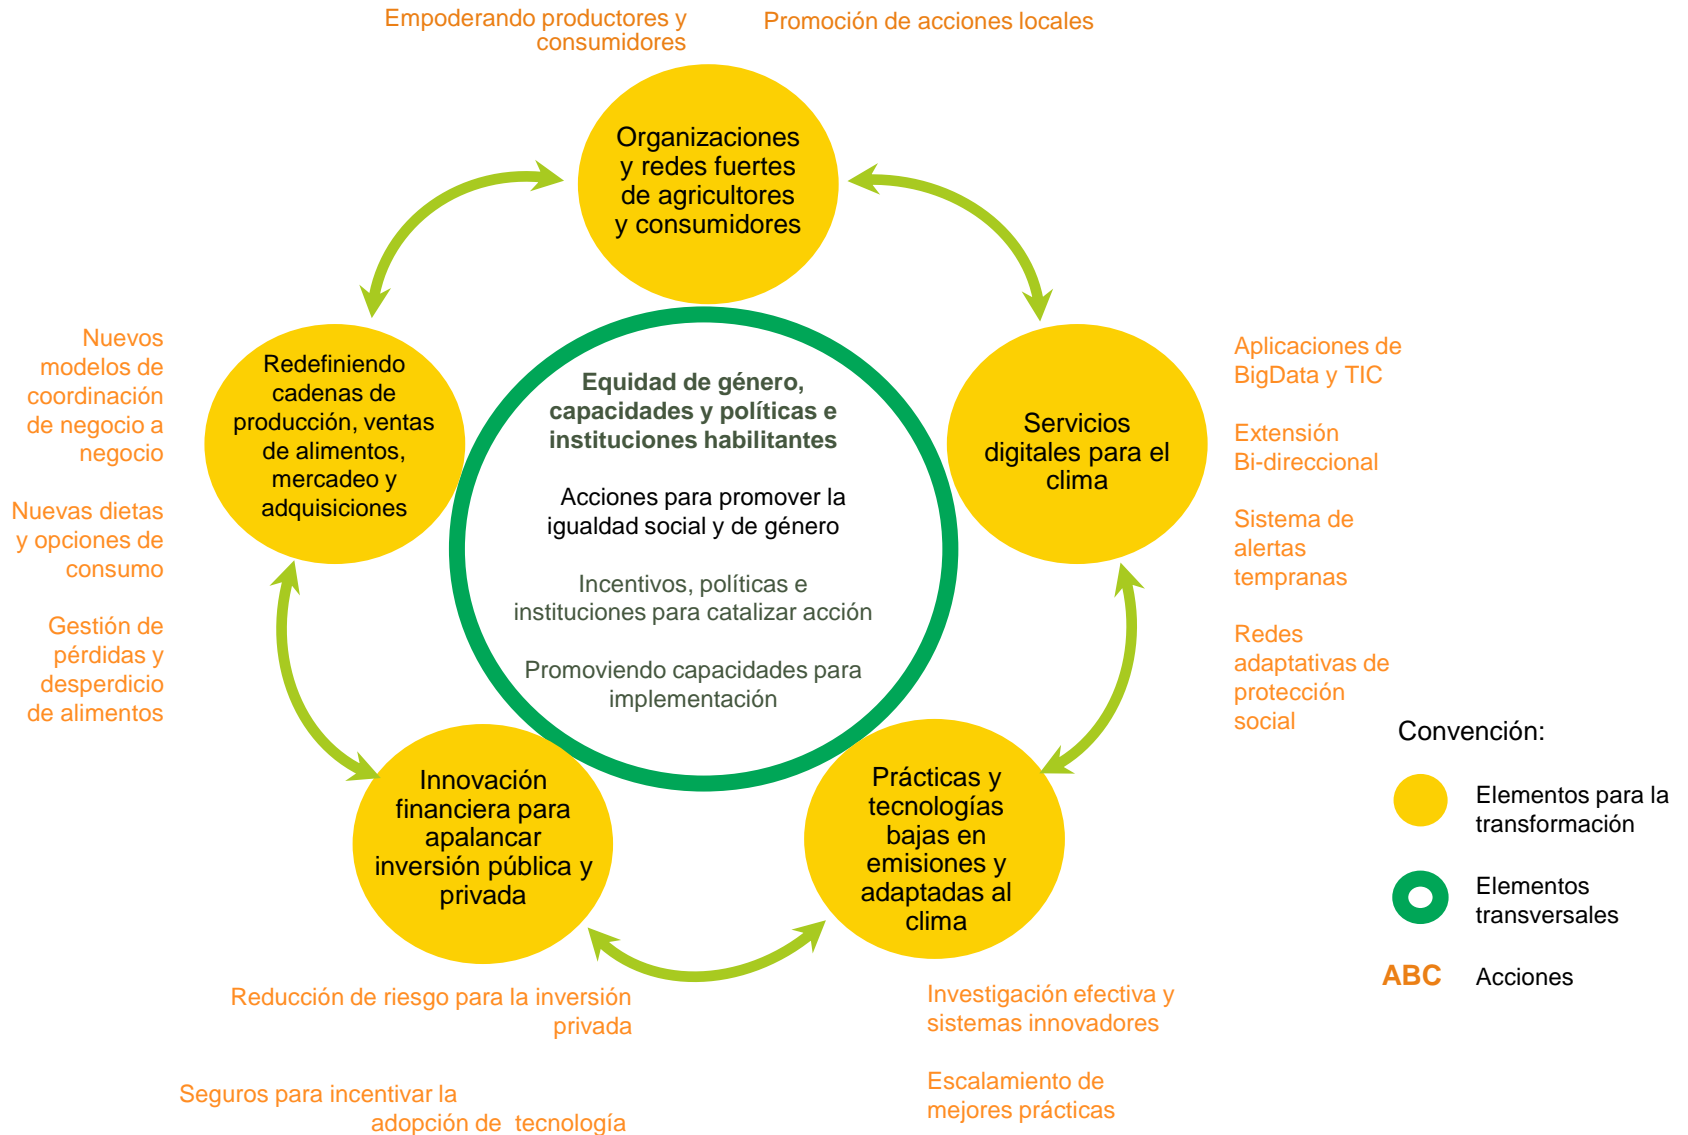 Empoderando productores y
consumidores
Promoción de acciones locales
Organizaciones
y redes fuertes
de agricultores
y consumidores
Nuevos
modelos de
coordinación
de negocio a
negocio
Nuevas dietas
y opciones de
consumo
Gestión de
pérdidas y
desperdicio
de alimentos
Redefiniendo
cadenas de
producción, ventas
de alimentos,
mercadeo y
adquisiciones
Equidad de género,
capacidades y políticas e
instituciones habilitantes
Acciones para promover la
igualdad social y de género
Incentivos, políticas e
instituciones para catalizar acción
Promoviendo capacidades para
implementación
Servicios
digitales para el
clima
Aplicaciones de
BigData y TIC
Extensión
Bi-direccional
Sistema de
alertas
tempranas
Redes
adaptativas de
protección
social
Innovación
financiera para
apalancar
inversión pública y
privada
Prácticas y
tecnologías
bajas en
emisiones y
adaptadas al
clima
Reducción de riesgo para la inversión
privada
Seguros para incentivar la
adopción de tecnología
Investigación efectiva y
sistemas innovadores
Escalamiento de
mejores prácticas
Convención:
Elementos para la
transformación
Elementos
transversales
ABC Acciones